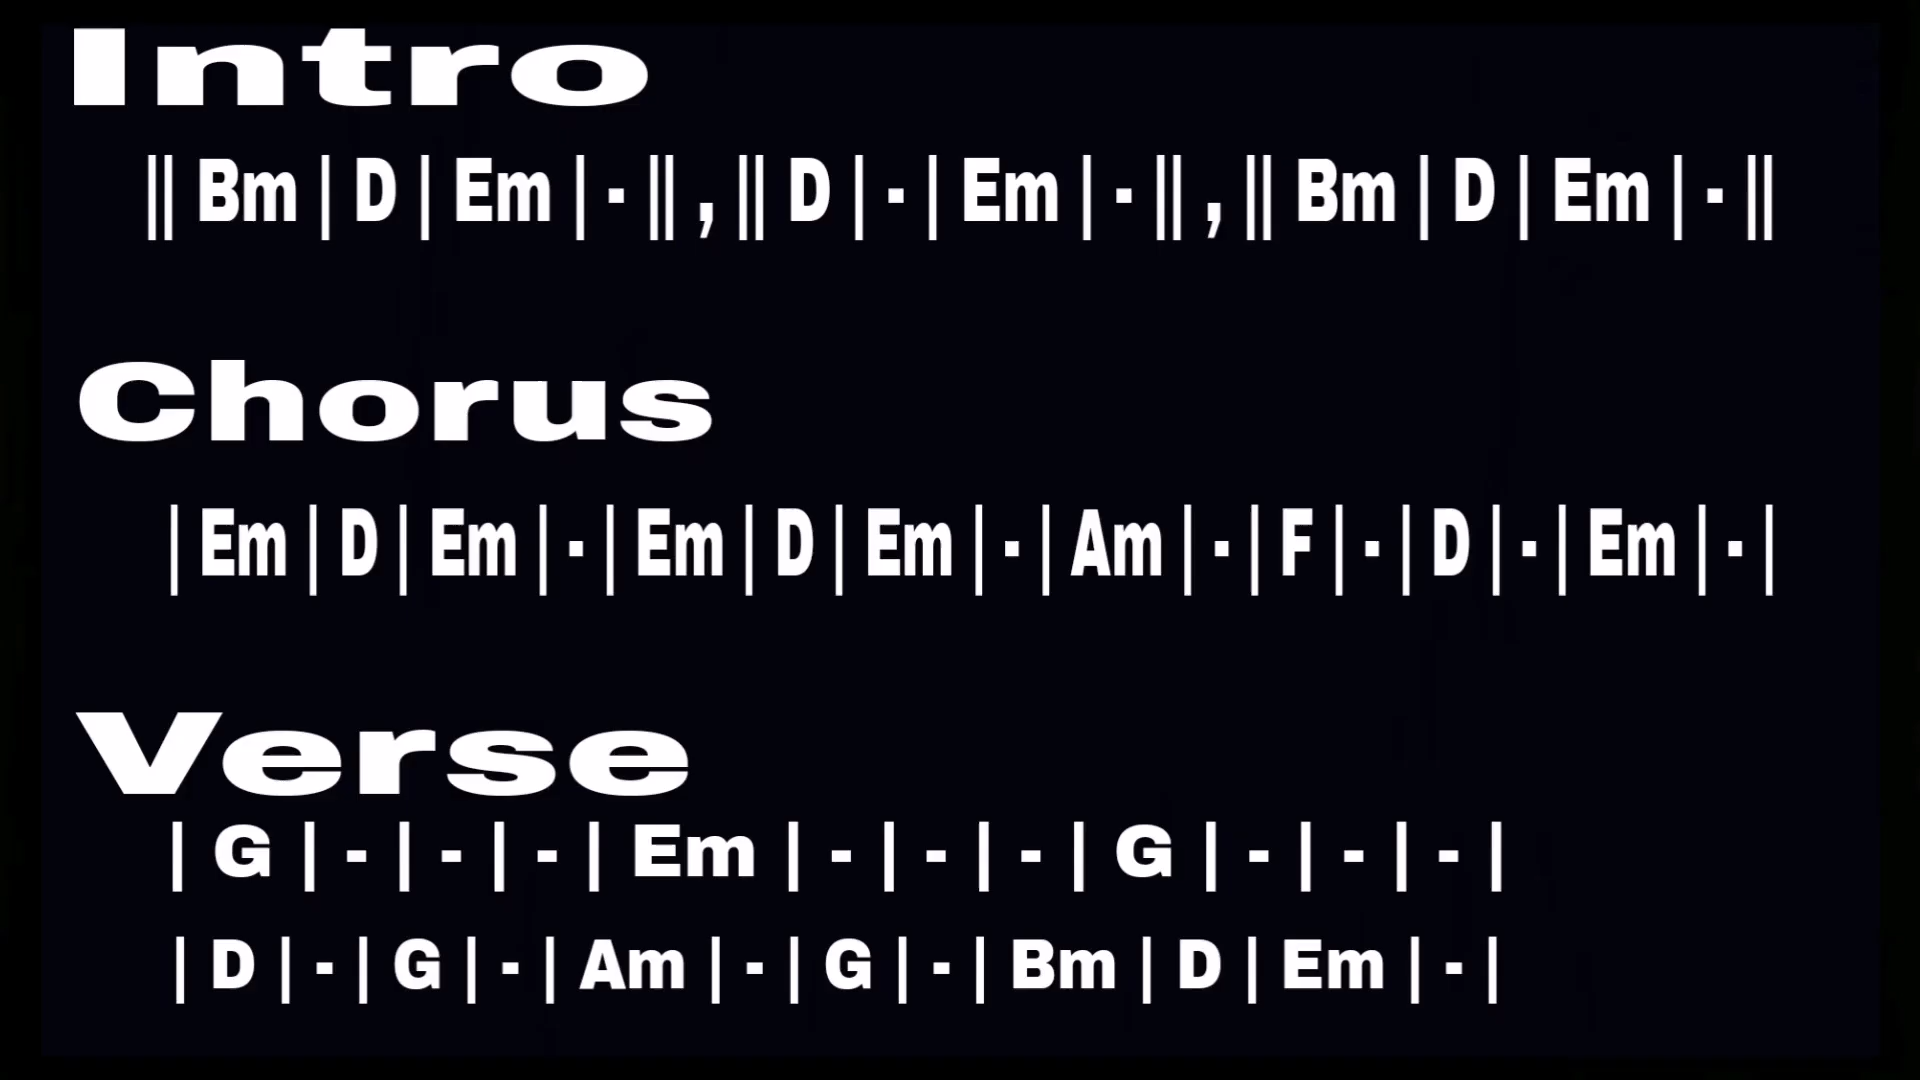 Intro
|| Bm | D | Em | - || , || D | - | Em | - || , || Bm | D | Em | - ||
Chorus
| Em | D | Em | - | Em | D | Em | - | Am | - | F | - | D | - | Em | - |
Verse
| G | - | - | - | Em | - | - | - | G | - | - | - |
| D | - | G | - | Am | - | G | - | Bm | D | Em | - |